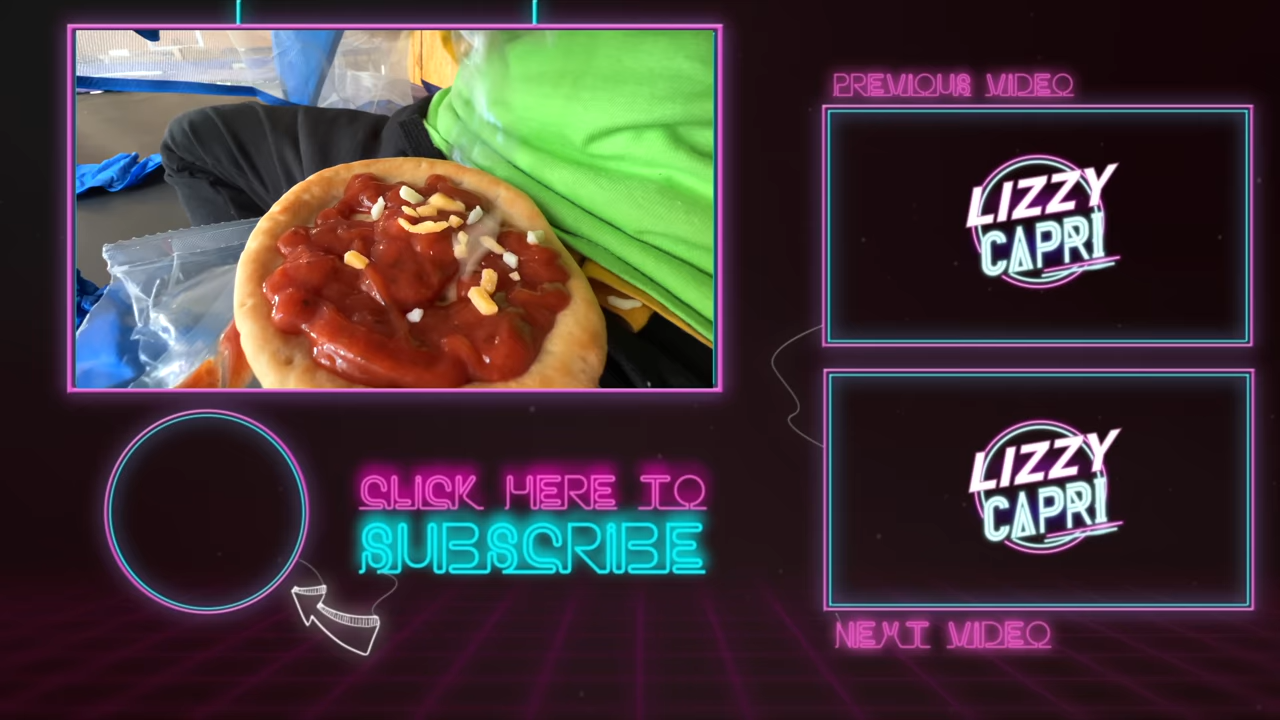 PREVIOUS VIDEO
LIZZY
CAPRI
CLICK HERE TO
SUBSCRIBE
LIZZY
CAPRI
NEXT VIDEO